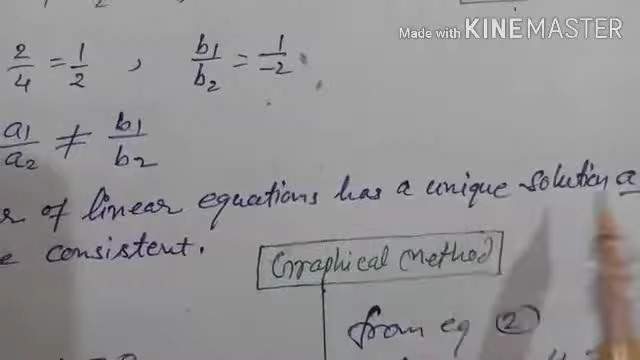 Made with KINEMASTER
2/4 = 1/2 , b1/b2 = 1/-2
a1/a2 ≠ b1/b2
of linear equations has a unique solution a
consistent.
Graphical Method
from eq ②